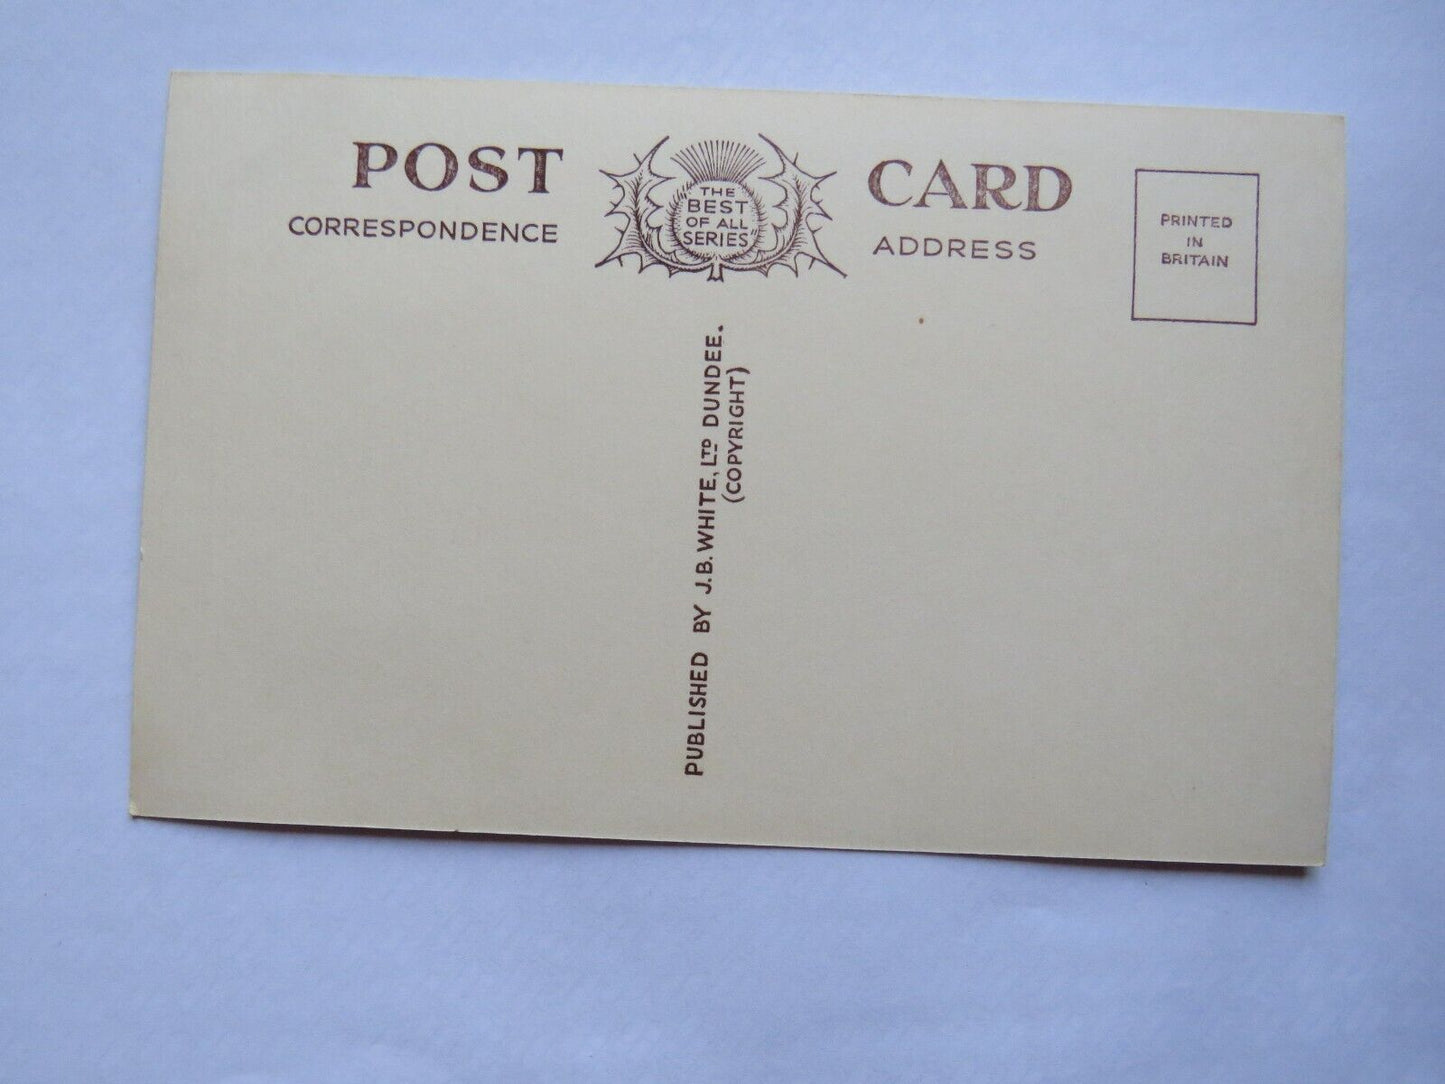 POST CARD
CORRESPONDENCE
"THE
BEST
OF ALL
SERIES"
ADDRESS
PRINTED
IN
BRITAIN
PUBLISHED BY J.B. WHITE, LTD DUNDEE.
(COPYRIGHT)